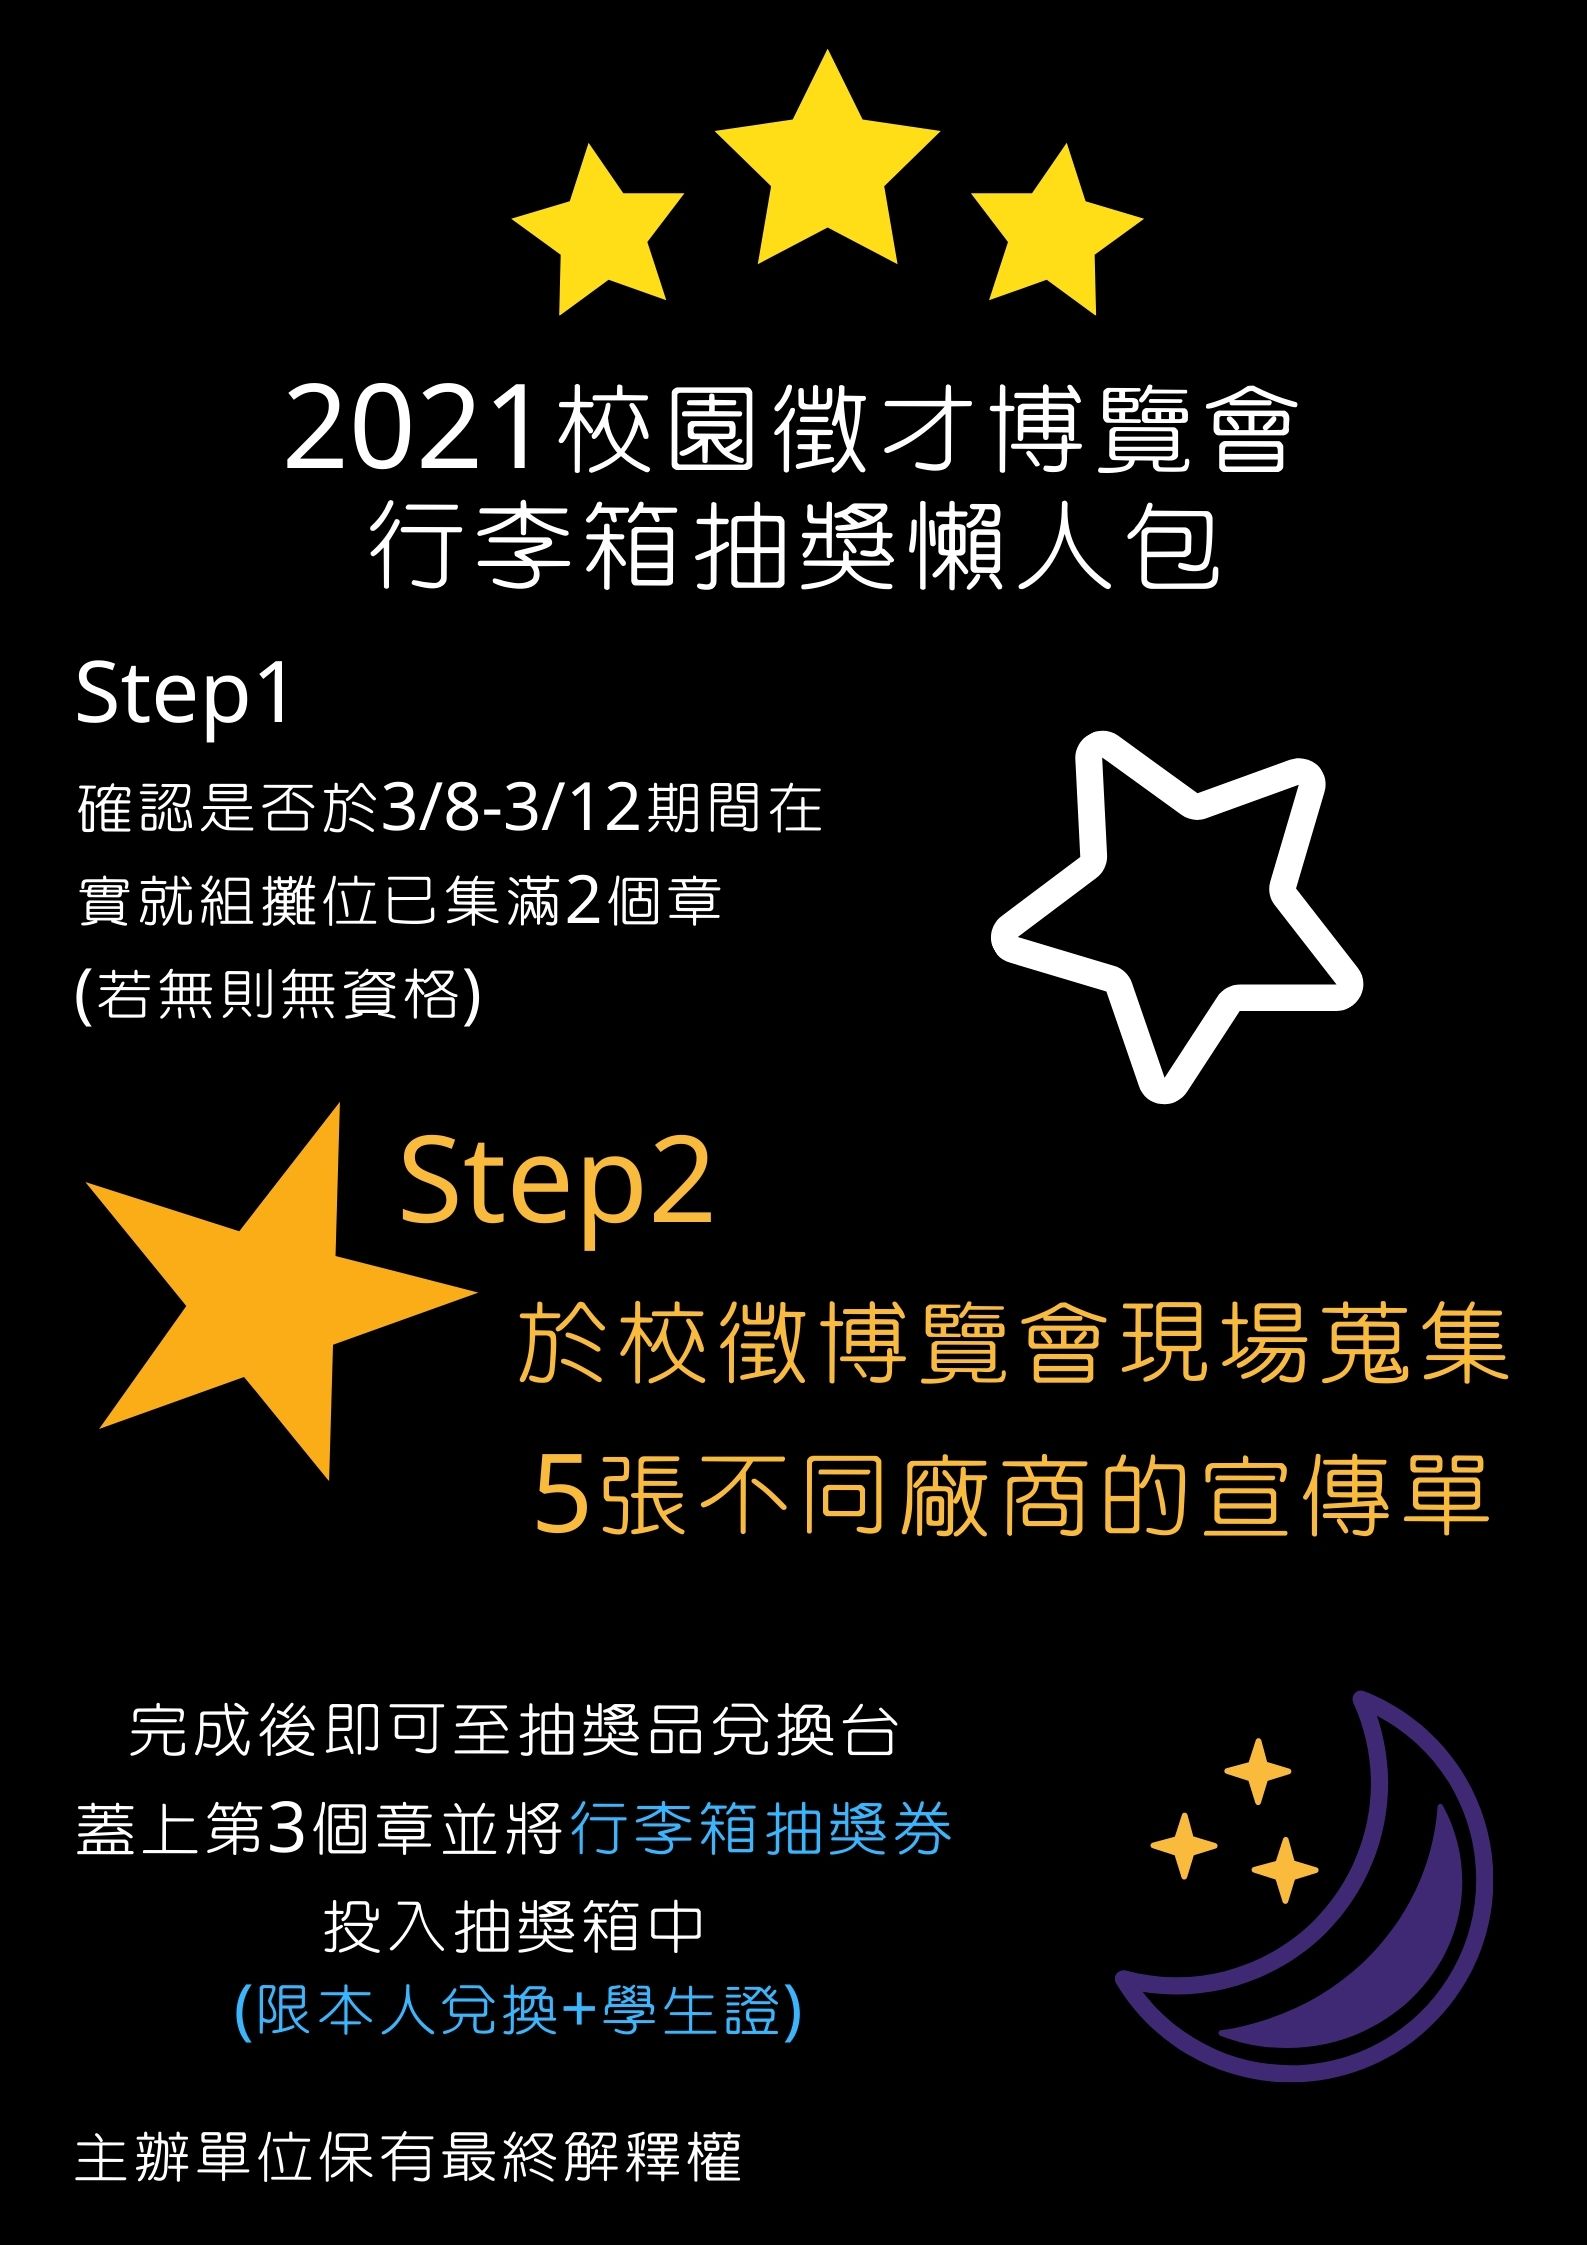 2021校園徵才博覽會
行李箱抽獎懶人包
Step1
確認是否於3/8-3/12期間在
實就組攤位已集滿2個章
(若無則無資格)
Step2
於校徵博覽會現場蒐集
5張不同廠商的宣傳單
完成後即可至抽獎品兌換台
蓋上第3個章並將行李箱抽獎券
投入抽獎箱中
(限本人兌換+學生證)
主辦單位保有最終解釋權